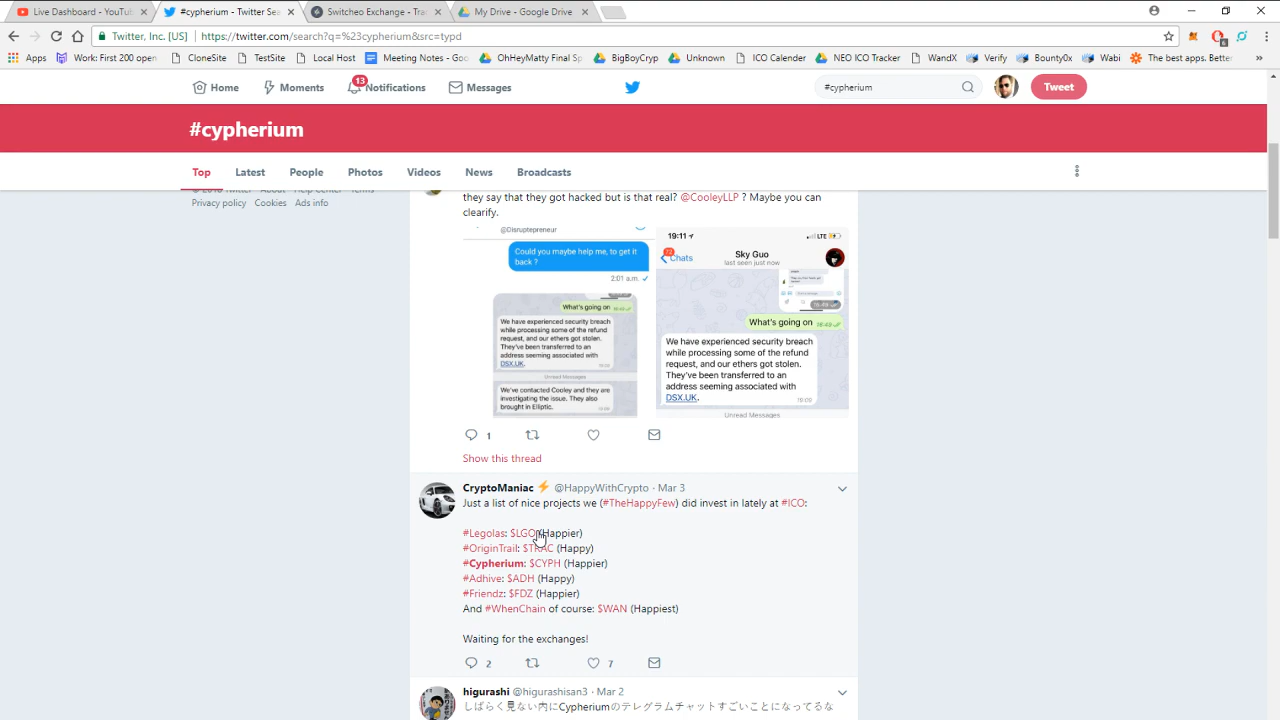 Live Dashboard - YouTu
#cypherium - Twitter Sea
Switcheo Exchange - Tra
My Drive - Google Drive
Twitter, Inc. [US]
https://twitter.com/search?q=%23cypherium&src=typd
Apps
Work: First 200 open
CloneSite
TestSite
Local Host
Meeting Notes - Goo
OhHeyMatty Final Sp
BigBoyCryp
Unknown
ICO Calender
NEO ICO Tracker
WandX
Verify
Bounty0x
Wabi
The best apps. Better
Home
Moments
13
Notifications
Messages
#cypherium
Tweet
#cypherium
Top
Latest
People
Photos
Videos
News
Broadcasts
© 2018 Twitter About Help Center Terms
Privacy policy Cookies Ads info
they say that they got hacked but is that real? @CooleyLLP ? Maybe you can
clearify.
@Disruptepreneur
Could you maybe help me, to get it
back ?
2:01 a.m.
What's going on
We have experienced security breach
while processing some of the refund
request, and our ethers got stolen.
They've been transferred to an
address seeming associated with
DSX.UK.
Unread Messages
We've contacted Cooley and they are
investigating the issue. They also
brought in Elliptic.
19:11
LTE
72
Chats
Sky Guo
last seen just now
What's going on
We have experienced security breach
while processing some of the refund
request, and our ethers got stolen.
They've been transferred to an
address seeming associated with
DSX.UK.
19:09
Unread Messages
1
Show this thread
CryptoManiac ⚡ @HappyWithCrypto · Mar 3
Just a list of nice projects we (#TheHappyFew) did invest in lately at #ICO:
#Legolas: $LGO (Happier)
#OriginTrail: $TRAC (Happy)
#Cypherium: $CYPH (Happier)
#Adhive: $ADH (Happy)
#Friendz: $FDZ (Happier)
And #WhenChain of course: $WAN (Happiest)
Waiting for the exchanges!
2
7
higurashi @higurashisan3 · Mar 2
しばらく見ない内にCypheriumのテレグラムチャットすごいことになってるな